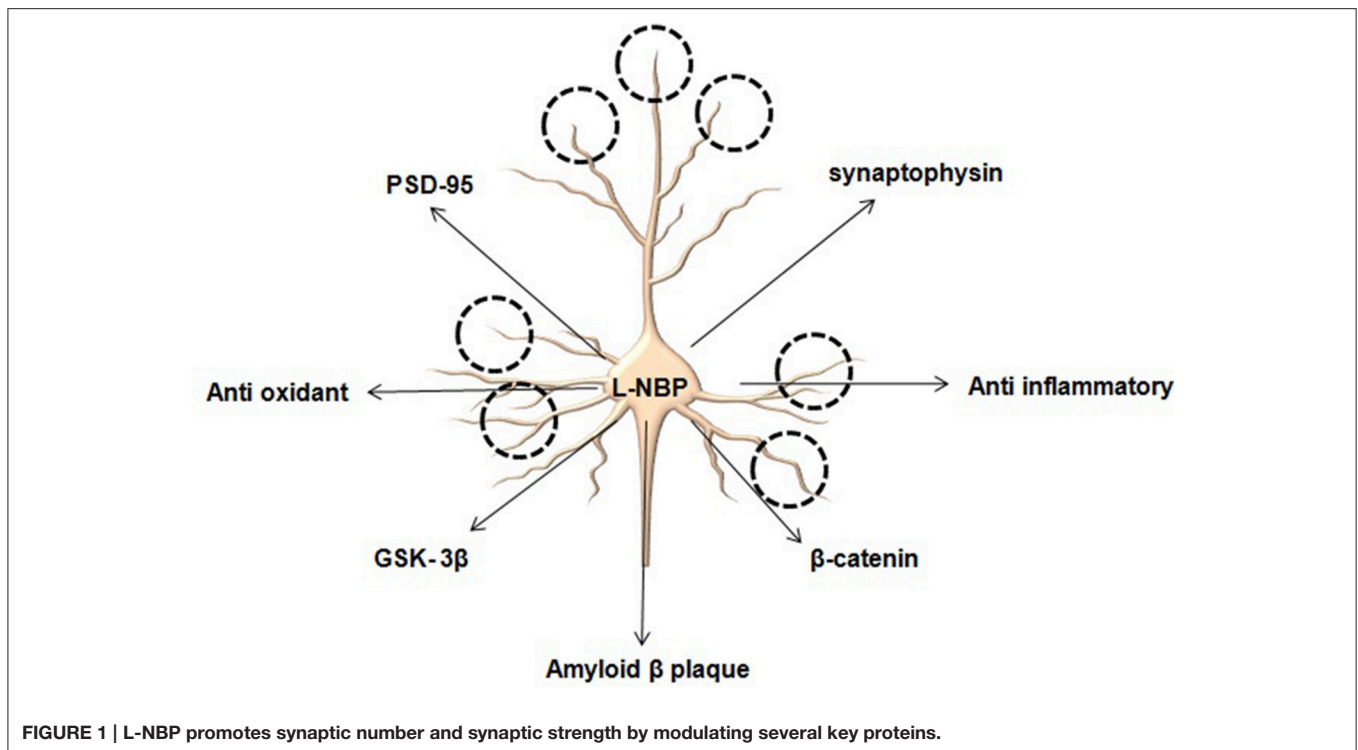 PSD-95
synaptophysin
Anti oxidant
L-NBP
Anti inflammatory
GSK-3β
β-catenin
Amyloid β plaque
FIGURE 1 | L-NBP promotes synaptic number and synaptic strength by modulating several key proteins.